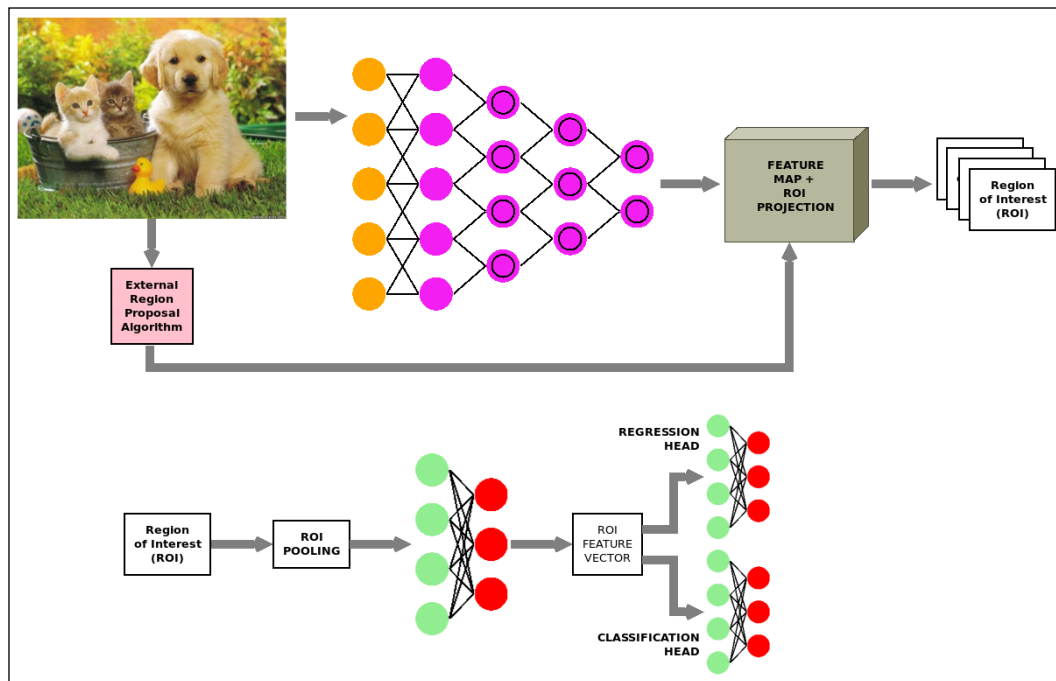 FEATURE
MAP +
ROI
PROJECTION
Region
of Interest
(ROI)
External
Region
Proposal
Algorithm
REGRESSION
HEAD
Region
of Interest
(ROI)
ROI
POOLING
ROI
FEATURE
VECTOR
CLASSIFICATION
HEAD